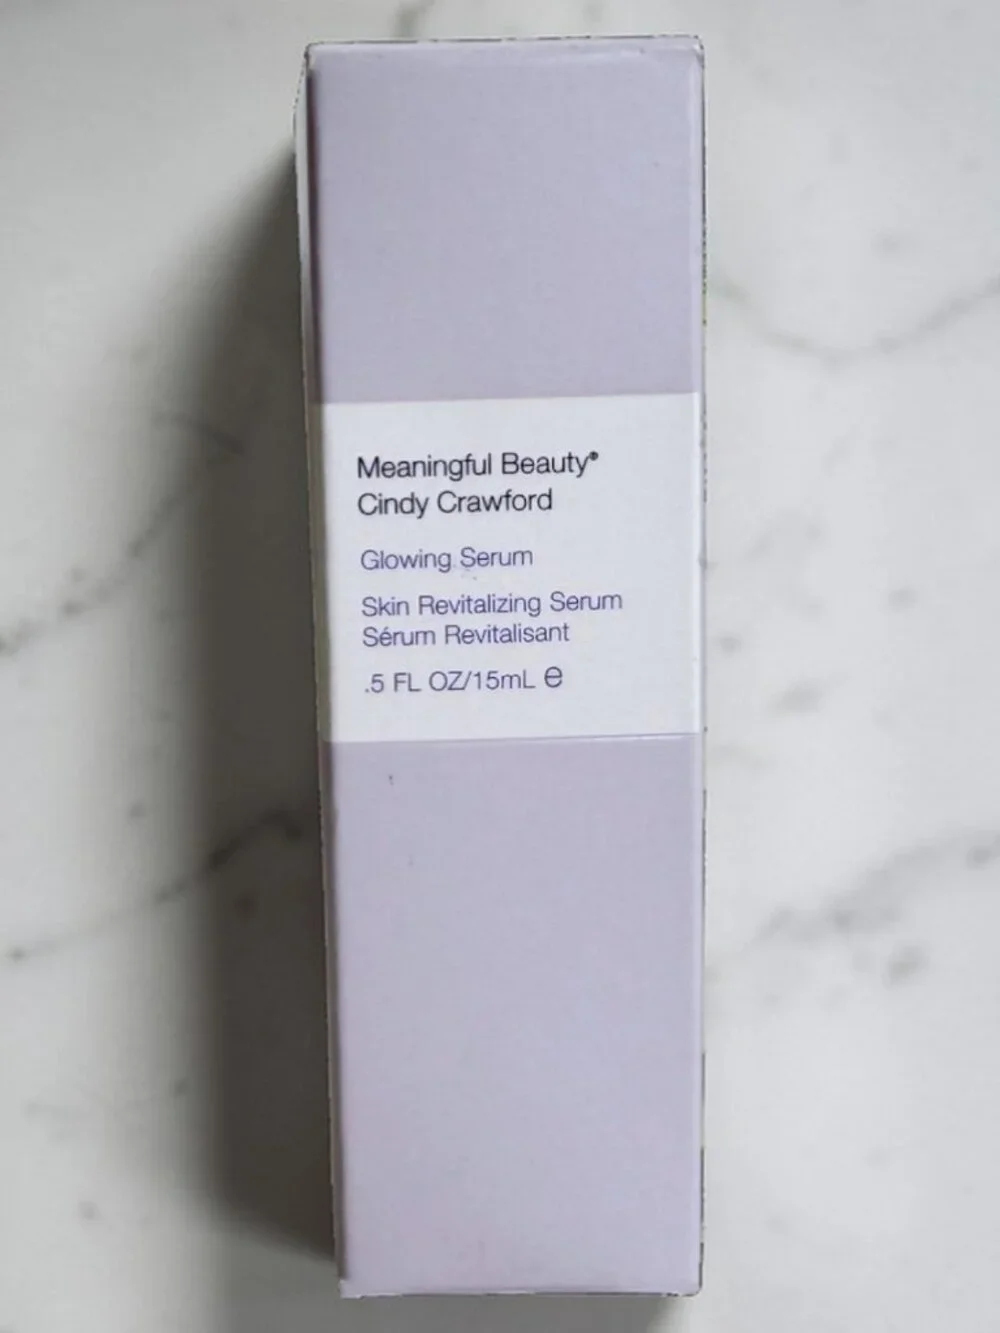 Meaningful Beauty®
Cindy Crawford
Glowing Serum
Skin Revitalizing Serum
Sérum Revitalisant
.5 FL OZ/15mL ℮